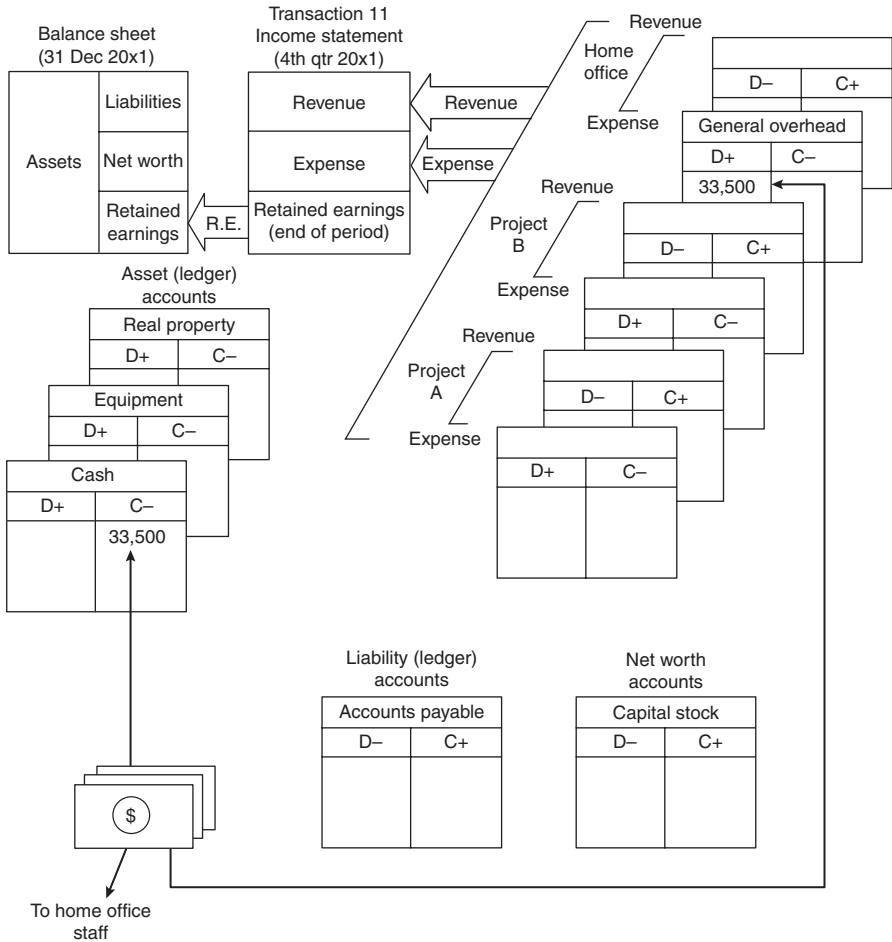 Balance sheet
(31 Dec 20x1)
Assets
Liabilities
Net worth
Retained
earnings
Transaction 11
Income statement
(4th qtr 20x1)
Revenue
Expense
Retained earnings
(end of period)
R.E.
Revenue
Expense
Revenue
Home
office
Expense
D– C+
General overhead
D+ C–
33,500
Revenue
Project
B
Expense
D– C+
D+ C–
Revenue
Project
A
Expense
D– C+
D+ C–
Asset (ledger)
accounts
Real property
D+ C–
Equipment
D+ C–
Cash
D+ C–
33,500
Liability (ledger)
accounts
Accounts payable
D– C+
Net worth
accounts
Capital stock
D– C+
$
To home office
staff